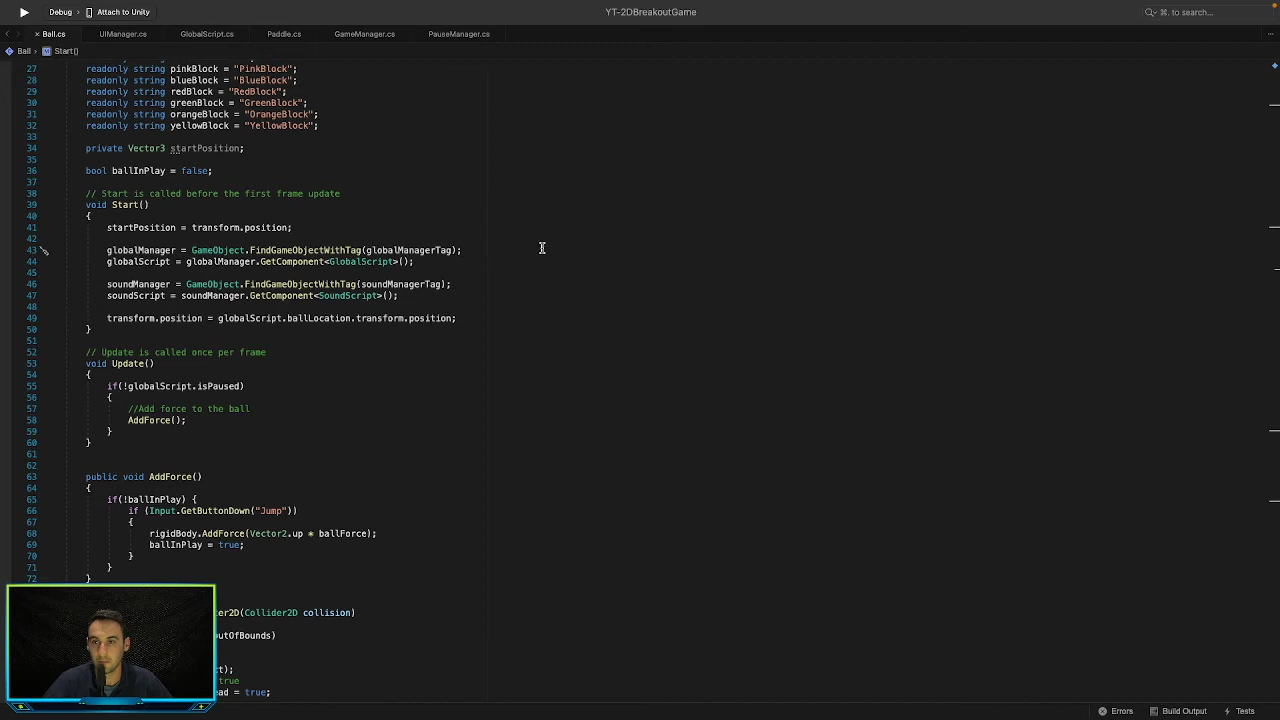 Debug
Attach to Unity
YT-2DBreakoutGame
⌘. to search...
Ball.cs
UIManager.cs
GlobalScript.cs
Paddle.cs
GameManager.cs
PauseManager.cs
Ball
Start()
27 readonly string pinkBlock = "PinkBlock";
28 readonly string blueBlock = "BlueBlock";
29 readonly string redBlock = "RedBlock";
30 readonly string greenBlock = "GreenBlock";
31 readonly string orangeBlock = "OrangeBlock";
32 readonly string yellowBlock = "YellowBlock";
33
34 private Vector3 startPosition;
35
36 bool ballInPlay = false;
37
38 // Start is called before the first frame update
39 void Start()
40 {
41 startPosition = transform.position;
42
43 globalManager = GameObject.FindGameObjectWithTag(globalManagerTag);
44 globalScript = globalManager.GetComponent<GlobalScript>();
45
46 soundManager = GameObject.FindGameObjectWithTag(soundManagerTag);
47 soundScript = soundManager.GetComponent<SoundScript>();
48
49 transform.position = globalScript.ballLocation.transform.position;
50 }
51
52 // Update is called once per frame
53 void Update()
54 {
55 if(!globalScript.isPaused)
56 {
57 //Add force to the ball
58 AddForce();
59 }
60 }
61
62
63 public void AddForce()
64 {
65 if(!ballInPlay) {
66 if (Input.GetButtonDown("Jump"))
67 {
68 rigidBody.AddForce(Vector2.up * ballForce);
69 ballInPlay = true;
70 }
71 }
72 }
er2D(Collider2D collision)
outOfBounds)
ct);
true
ead = true;
Errors
Build Output
Tests